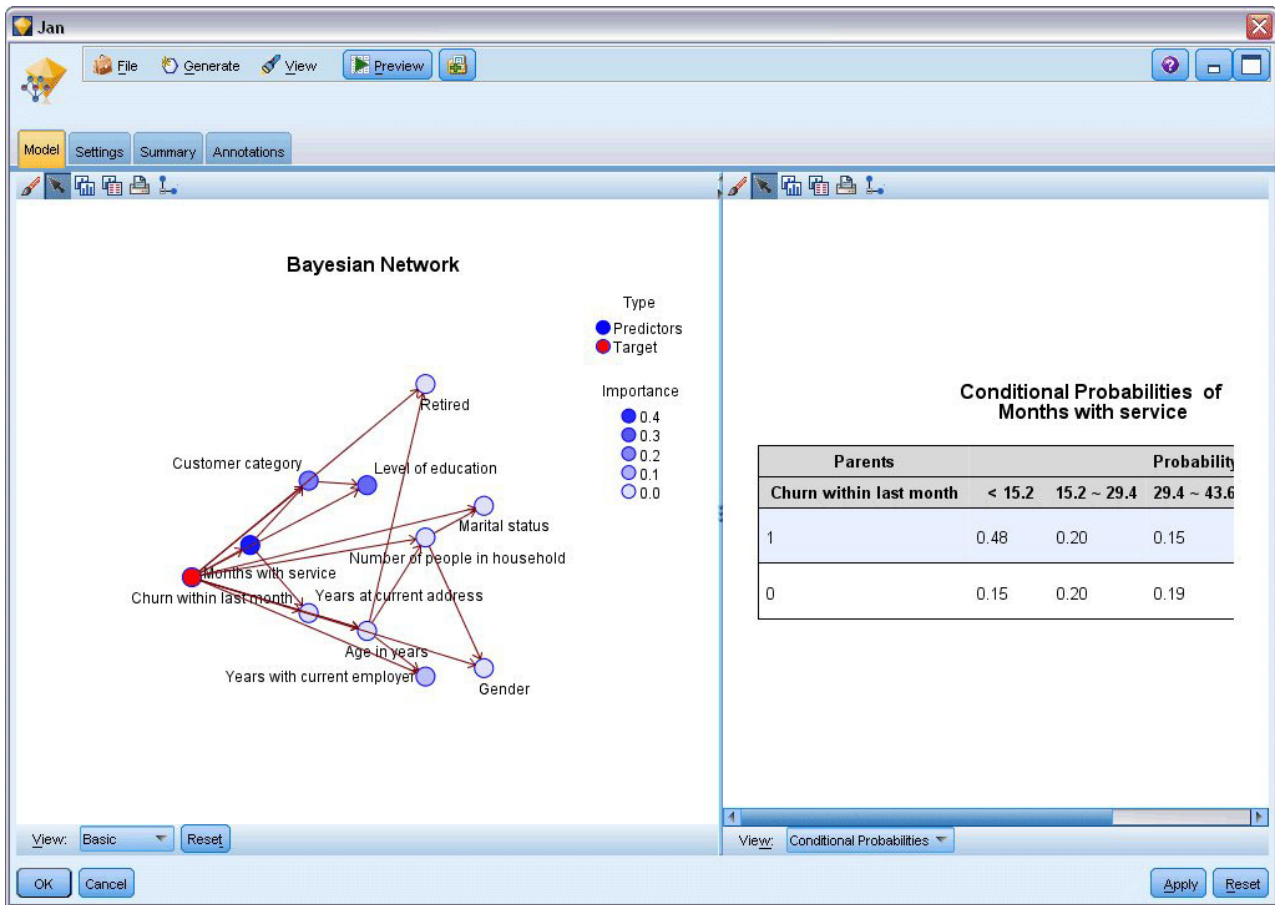 Jan
File Generate View Preview
Model Settings Summary Annotations
Bayesian Network
Type
Predictors
Target
Importance
0.4
0.3
0.2
0.1
0.0
Retired
Customer category
Level of education
Marital status
Number of people in household
Months with service
Churn within last month
Years at current address
Age in years
Years with current employer
Gender
View: Basic Reset
Conditional Probabilities of
Months with service
Parents Probability
Churn within last month < 15.2 15.2 ~ 29.4 29.4 ~ 43.6
1 0.48 0.20 0.15
0 0.15 0.20 0.19
View: Conditional Probabilities
OK Cancel Apply Reset